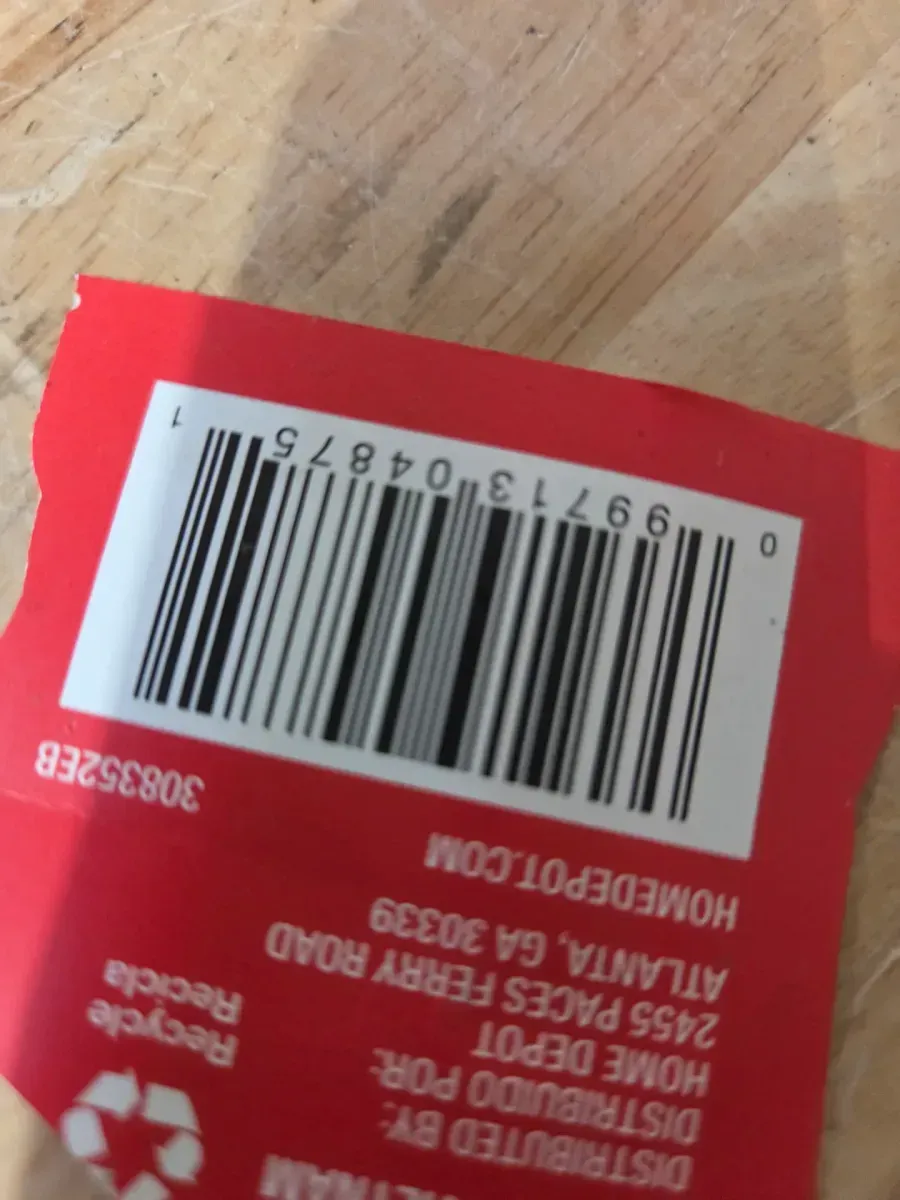 DISTRIBUTED BY:
DISTRIBUIDO POR:
HOME DEPOT
2455 PACES FERRY ROAD
ATLANTA, GA 30339
HOMEDEPOT.COM
Recycle
Recicla
308352EB
0 99713 04875 1